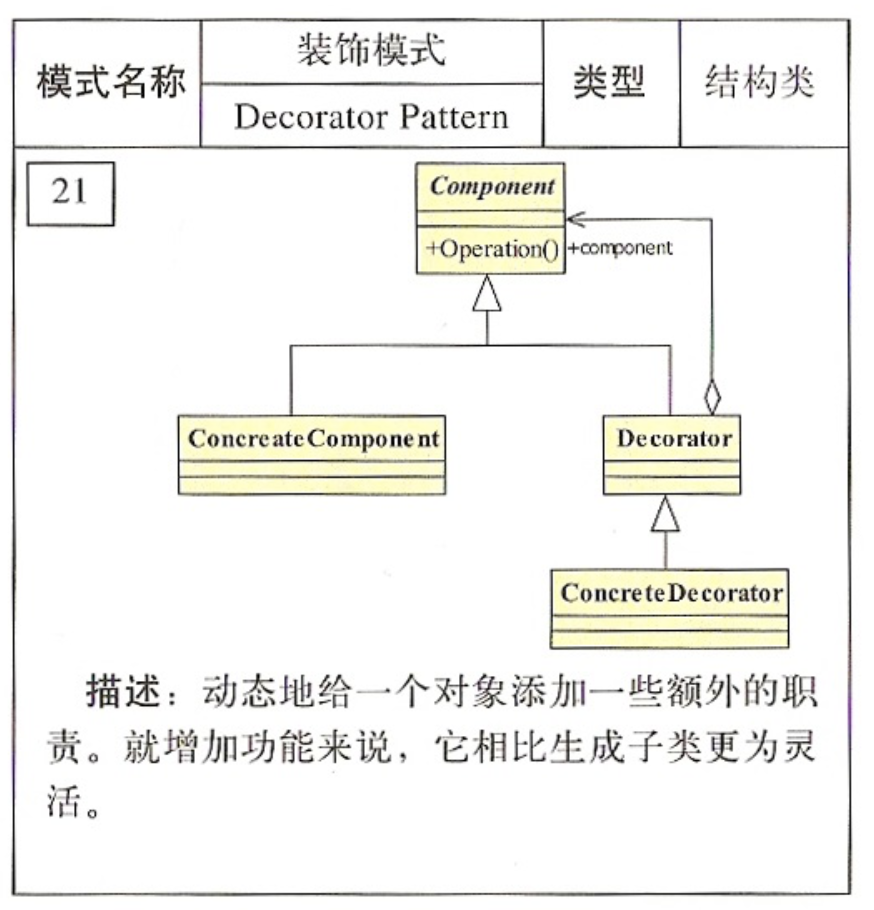 模式名称
装饰模式
Decorator Pattern
类型
结构类
21
Component
+Operation()
+component
ConcreateComponent
Decorator
ConcreteDecorator
描述：动态地给一个对象添加一些额外的职
责。就增加功能来说，它相比生成子类更为灵
活。